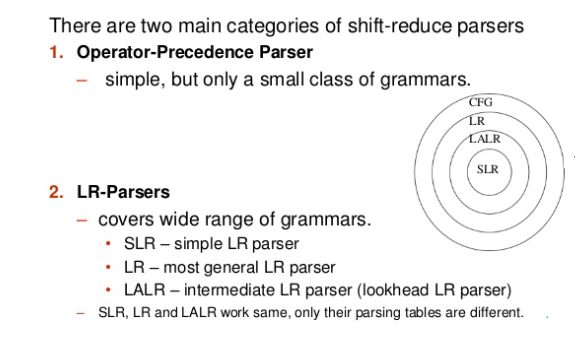 There are two main categories of shift-reduce parsers
1. Operator-Precedence Parser
– simple, but only a small class of grammars.
CFG
LR
LALR
SLR
2. LR-Parsers
– covers wide range of grammars.
• SLR – simple LR parser
• LR – most general LR parser
• LALR – intermediate LR parser (lookhead LR parser)
– SLR, LR and LALR work same, only their parsing tables are different.